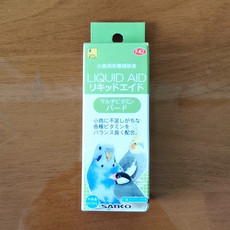 小鳥用栄養補助食
LIQUID AID
リキッドエイド
マルチビタミン
バード
小鳥に不足しがちな
各種ビタミンを
バランス良く配合。
SANKO